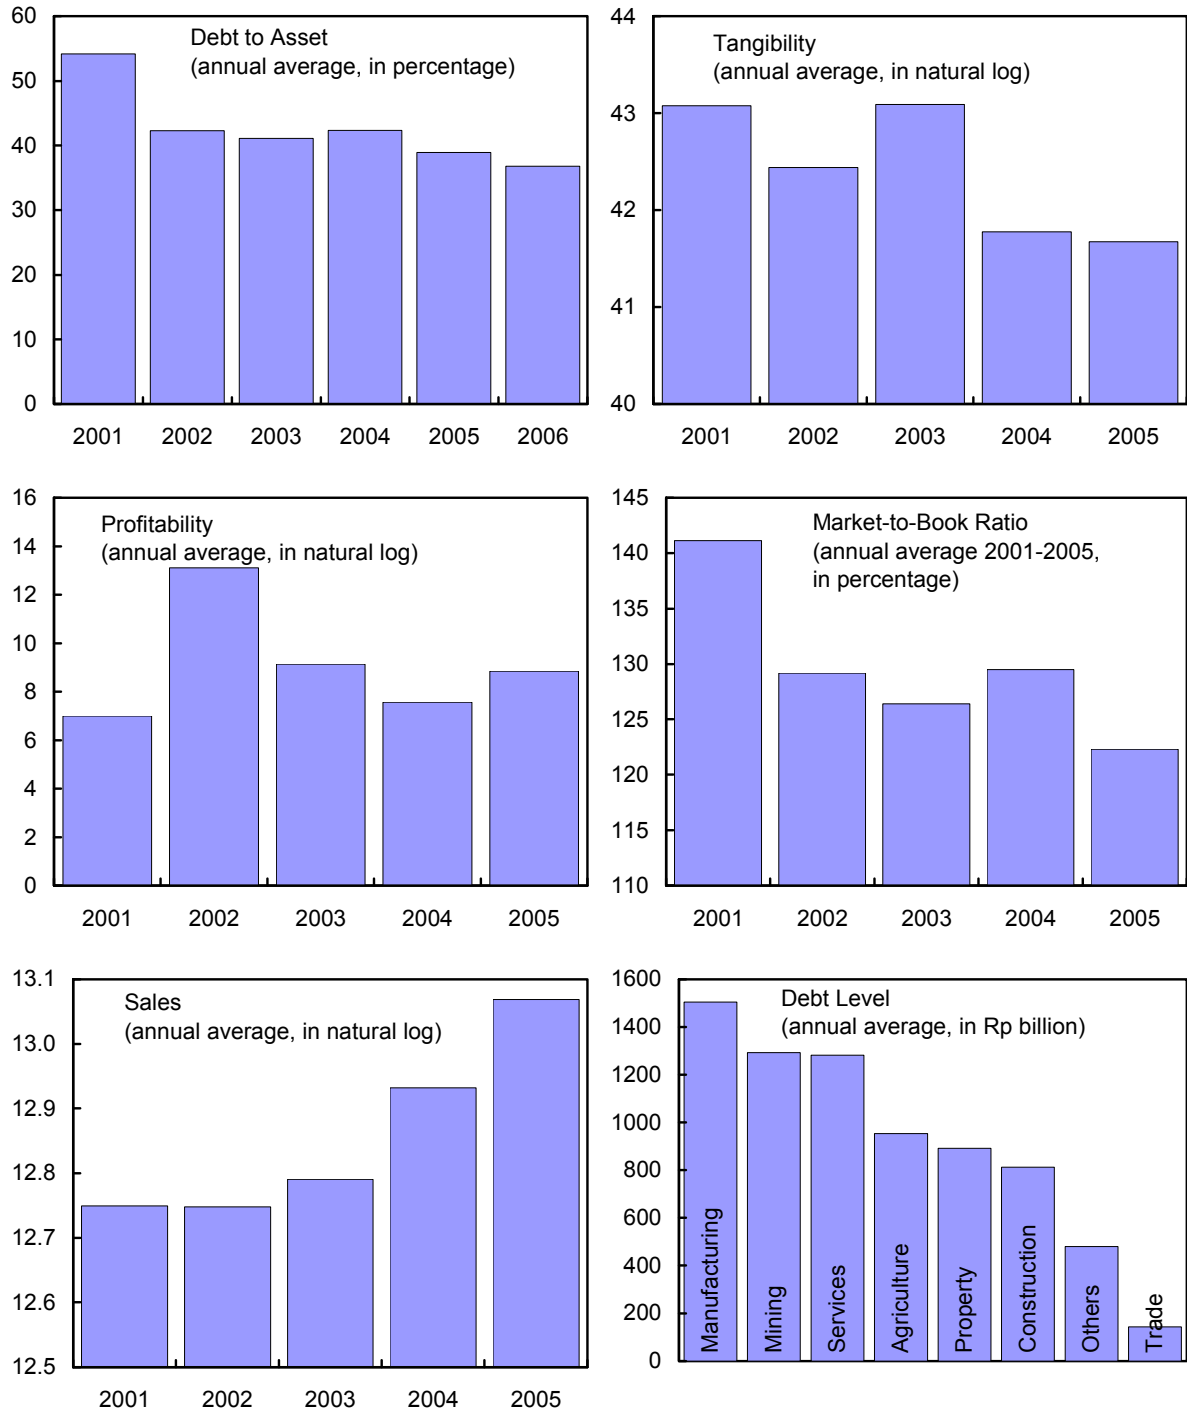 Debt to Asset
(annual average, in percentage)
60
50
40
30
20
10
0
2001 2002 2003 2004 2005 2006
Tangibility
(annual average, in natural log)
44
43
42
41
40
2001 2002 2003 2004 2005
Profitability
(annual average, in natural log)
16
14
12
10
8
6
4
2
0
2001 2002 2003 2004 2005
Market-to-Book Ratio
(annual average 2001-2005,
in percentage)
145
140
135
130
125
120
115
110
2001 2002 2003 2004 2005
Sales
(annual average, in natural log)
13.1
13.0
12.9
12.8
12.7
12.6
12.5
2001 2002 2003 2004 2005
Debt Level
(annual average, in Rp billion)
1600
1400
1200
1000
800
600
400
200
0
Manufacturing
Mining
Services
Agriculture
Property
Construction
Others
Trade